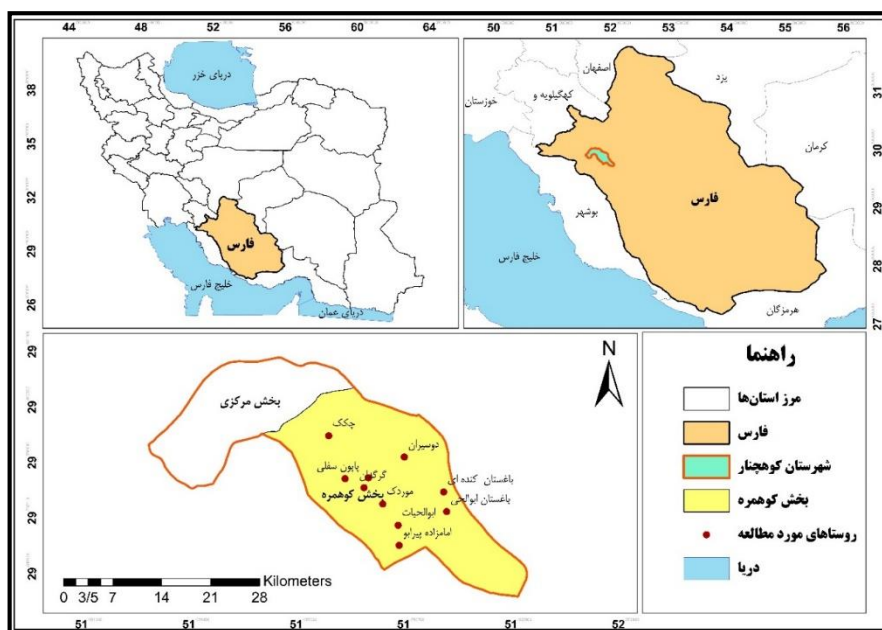 44 48 52 56 60 64
50 51 52 53 54 55 56
38
35
32
29
26
دریای خزر
فارس
خلیج فارس
دریای عمان
31
30
29
28
27
اصفهان
یزد
کهگیلویه و
خوزستان
کرمان
فارس
بوشهر
خلیج فارس
هرمزگان
29
29
29
29
29
بخش مرکزی
چکک
دوسیران
پاپون سفلی
گرگدان
باغستان کنده ای
بخش کوهمره
موردک
باغستان ابوالحی
ابوالحیات
امامزاده پیرابو
N
Kilometers
0 3/5 7 14 21 28
51 51 51 51 51 52
راهنما
مرز استان‌ها
فارس
شهرستان کوهچنار
بخش کوهمره
روستاهای مورد مطالعه
دریا